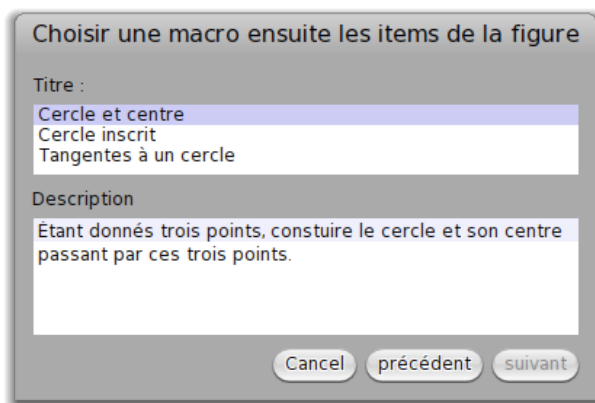 Choisir une macro ensuite les items de la figure
Titre :
Cercle et centre
Cercle inscrit
Tangentes à un cercle
Description
Étant donnés trois points, constuire le cercle et son centre
passant par ces trois points.
Cancel précédent suivant